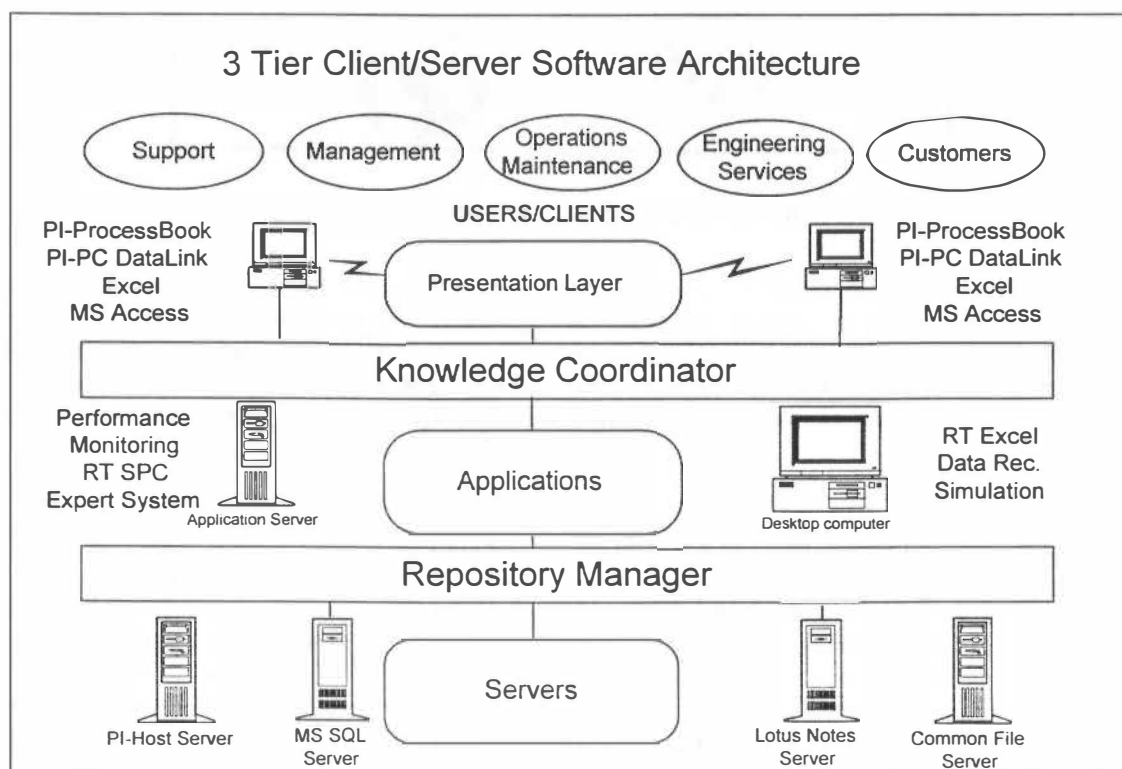 3 Tier Client/Server Software Architecture
Support
Management
Operations
Maintenance
Engineering
Services
Customers
USERS/CLIENTS
PI-ProcessBook
PI-PC DataLink
Excel
MS Access
Presentation Layer
PI-ProcessBook
PI-PC DataLink
Excel
MS Access
Knowledge Coordinator
Performance
Monitoring
RT SPC
Expert System
Application Server
Applications
Desktop computer
RT Excel
Data Rec.
Simulation
Repository Manager
PI-Host Server
MS SQL
Server
Servers
Lotus Notes
Server
Common File
Server